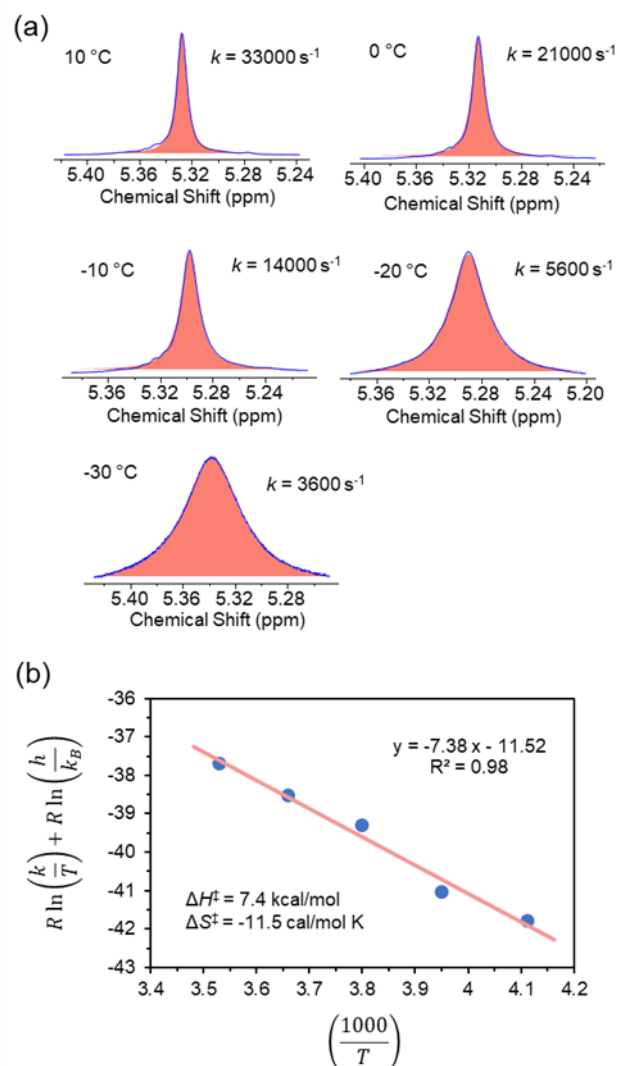 (a)
10 °C
k = 33000 s⁻¹
0 °C
k = 21000 s⁻¹
5.40 5.36 5.32 5.28 5.24
Chemical Shift (ppm)
5.40 5.36 5.32 5.28 5.24
Chemical Shift (ppm)
-10 °C
k = 14000 s⁻¹
-20 °C
k = 5600 s⁻¹
5.36 5.32 5.28 5.24
Chemical Shift (ppm)
5.36 5.32 5.28 5.24 5.20
Chemical Shift (ppm)
-30 °C
k = 3600 s⁻¹
5.40 5.36 5.32 5.28
Chemical Shift (ppm)
(b)
R ln(k/T) + R ln(h/k_B)
-36
-37
-38
-39
-40
-41
-42
-43
y = -7.38 x - 11.52
R² = 0.98
ΔH‡ = 7.4 kcal/mol
ΔS‡ = -11.5 cal/mol K
3.4 3.5 3.6 3.7 3.8 3.9 4 4.1 4.2
(1000/T)